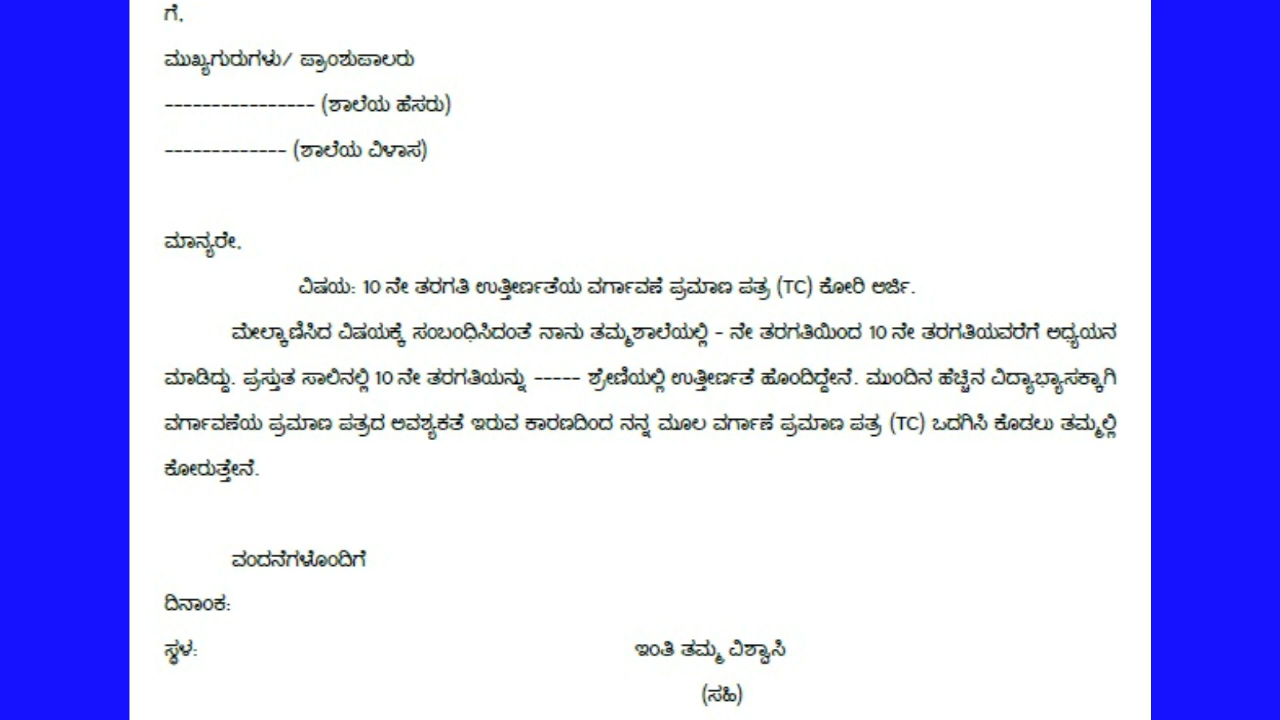 ಗೆ,
ಮುಖ್ಯಗುರುಗಳು/ ಪ್ರಾಂಶುಪಾಲರು
---------------- (ಶಾಲೆಯ ಹೆಸರು)
------------- (ಶಾಲೆಯ ವಿಳಾಸ)
ಮಾನ್ಯರೇ,
ವಿಷಯ: 10 ನೇ ತರಗತಿ ಉತ್ತೀರ್ಣತೆಯ ವರ್ಗಾವಣೆ ಪ್ರಮಾಣ ಪತ್ರ (TC) ಕೋರಿ ಅರ್ಜಿ.
ಮೇಲ್ಕಾಣಿಸಿದ ವಿಷಯಕ್ಕೆ ಸಂಬಂಧಿಸಿದಂತೆ ನಾನು ತಮ್ಮಶಾಲೆಯಲ್ಲಿ - ನೇ ತರಗತಿಯಿಂದ 10 ನೇ ತರಗತಿಯವರೆಗೆ ಅಧ್ಯಯನ
ಮಾಡಿದ್ದು. ಪ್ರಸ್ತುತ ಸಾಲಿನಲ್ಲಿ 10 ನೇ ತರಗತಿಯನ್ನು ----- ಶ್ರೇಣಿಯಲ್ಲಿ ಉತ್ತೀರ್ಣತೆ ಹೊಂದಿದ್ದೇನೆ. ಮುಂದಿನ ಹೆಚ್ಚಿನ ವಿದ್ಯಾಭ್ಯಾಸಕ್ಕಾಗಿ
ವರ್ಗಾವಣೆಯ ಪ್ರಮಾಣ ಪತ್ರದ ಅವಶ್ಯಕತೆ ಇರುವ ಕಾರಣದಿಂದ ನನ್ನ ಮೂಲ ವರ್ಗಾಣೆ ಪ್ರಮಾಣ ಪತ್ರ (TC) ಒದಗಿಸಿ ಕೊಡಲು ತಮ್ಮಲ್ಲಿ
ಕೋರುತ್ತೇನೆ.
ವಂದನೆಗಳೊಂದಿಗೆ
ದಿನಾಂಕ:
ಸ್ಥಳ: ಇಂತಿ ತಮ್ಮ ವಿಶ್ವಾಸಿ
(ಸಹಿ)